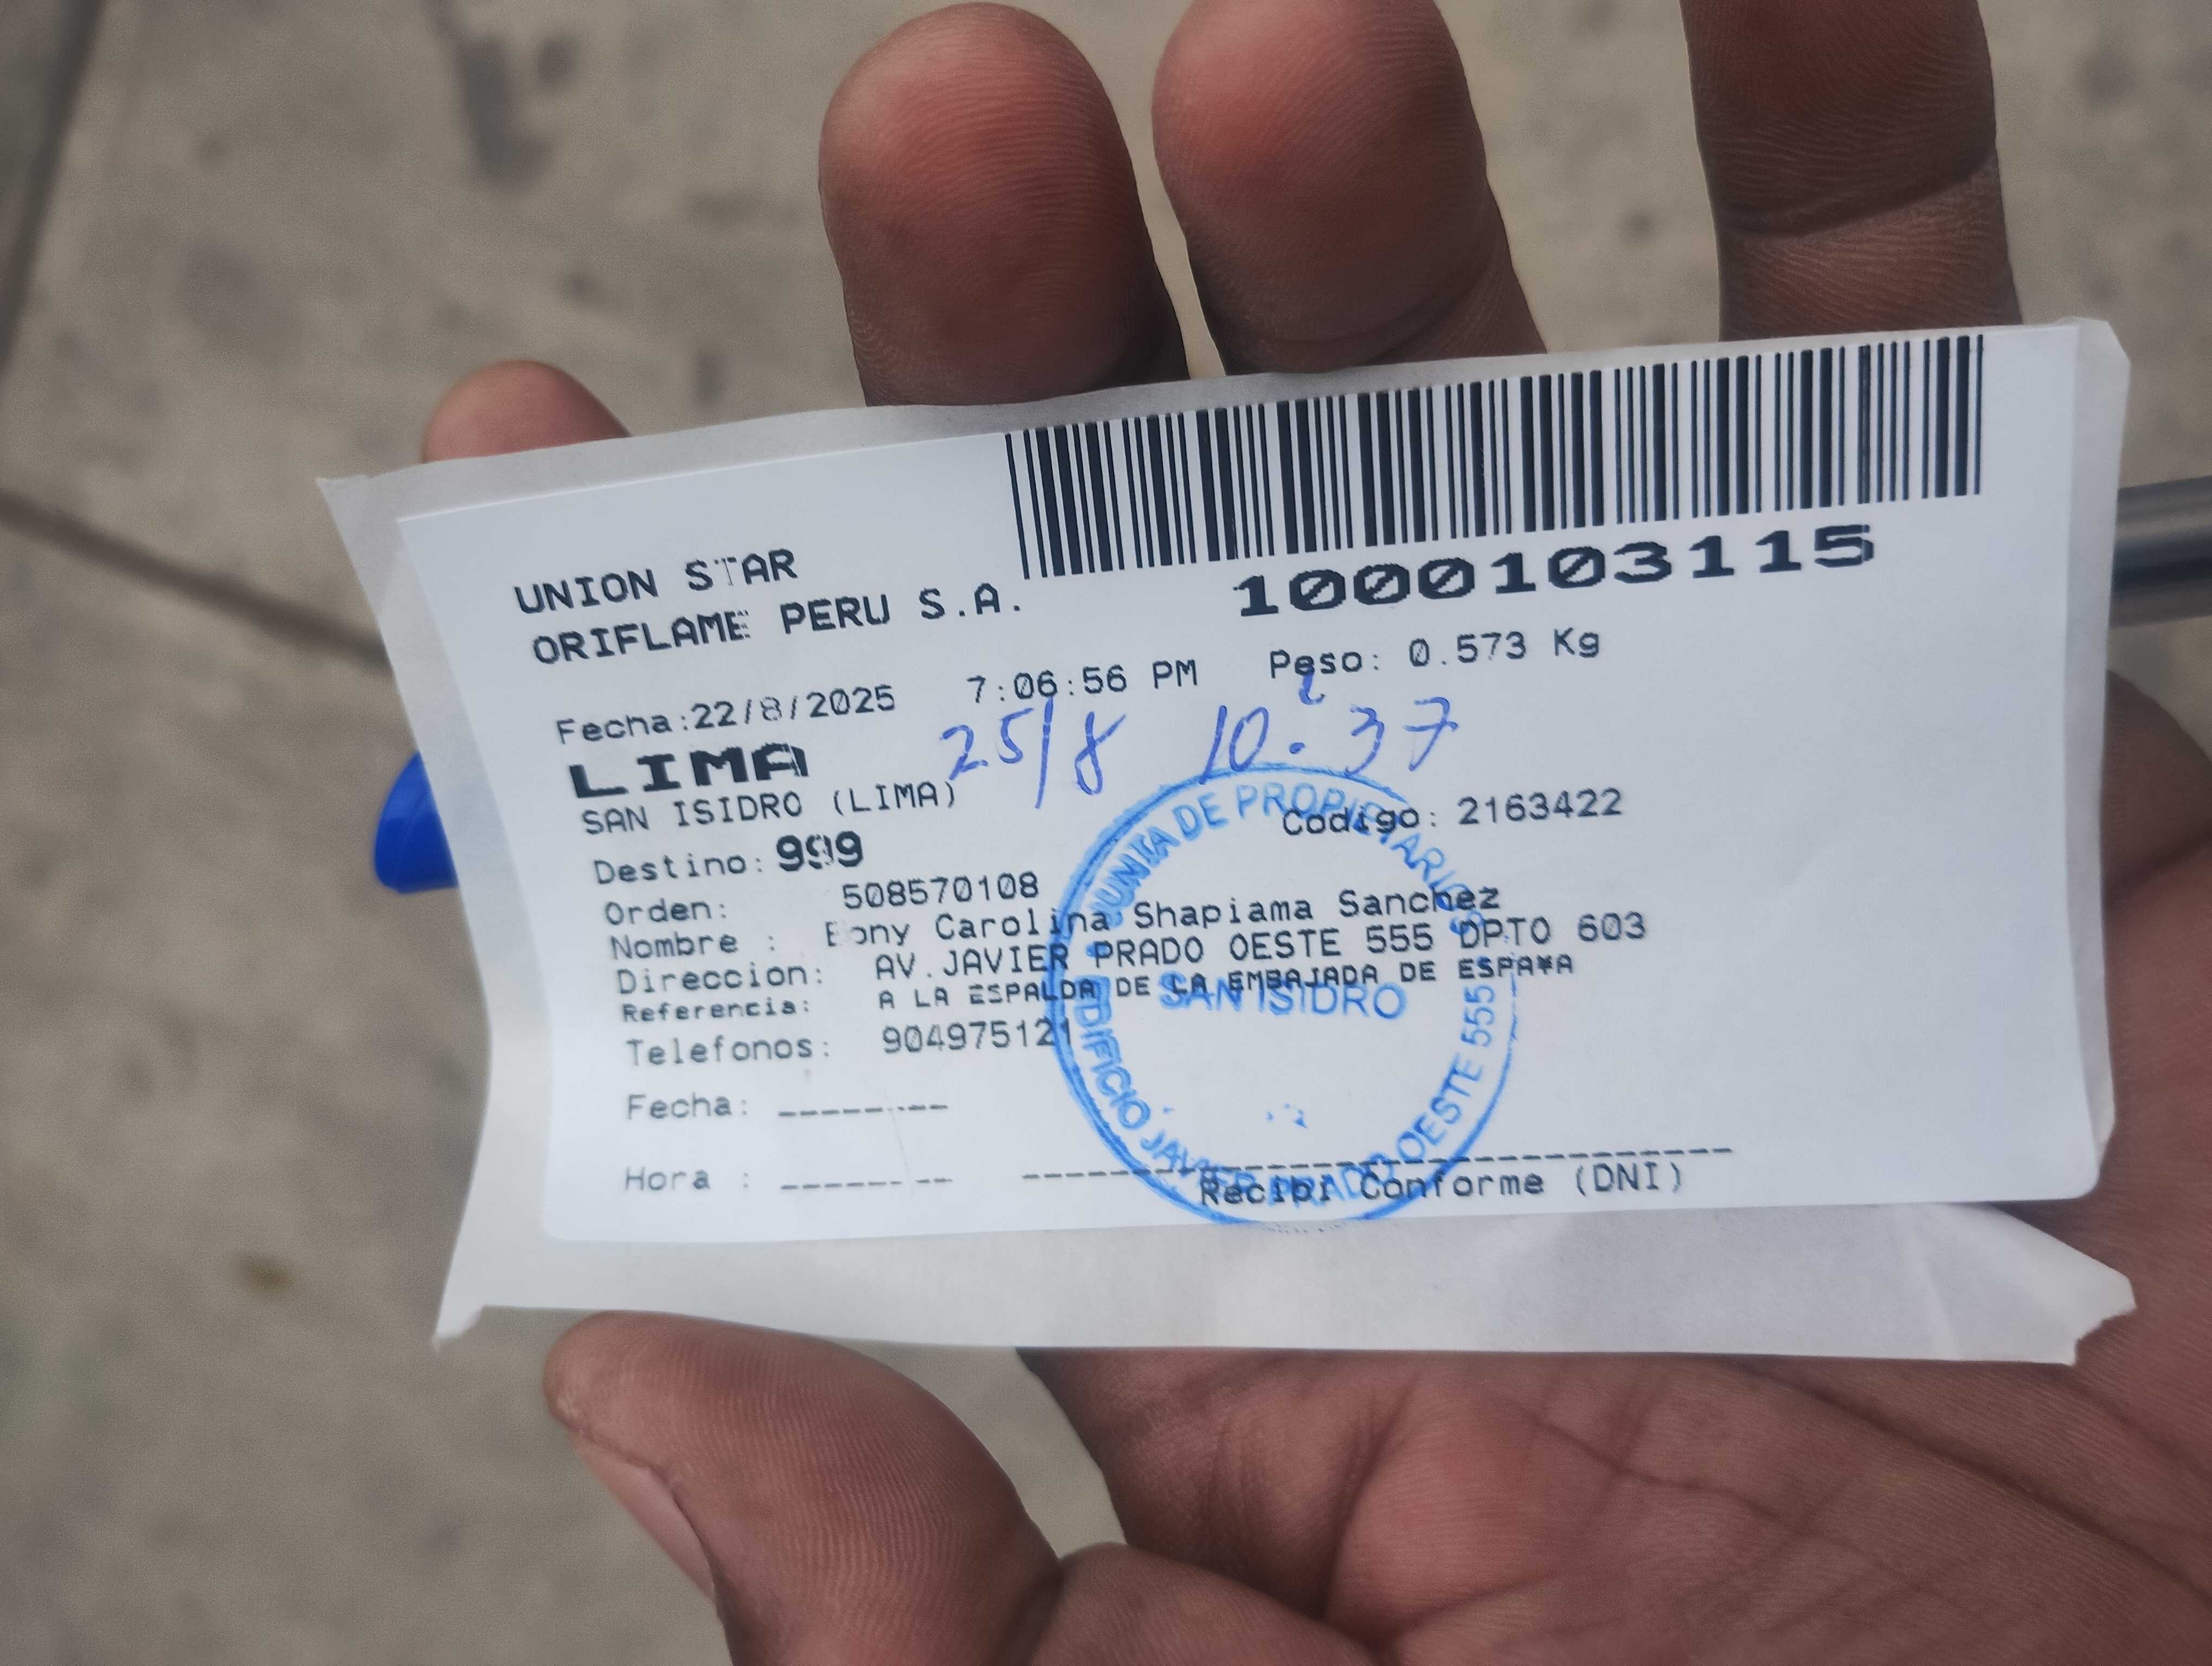 1000103115
UNION STAR
ORIFLAME PERU S.A.
Fecha:22/8/2025 7:06:56 PM Peso: 0.573 Kg
25/8 10:37
LIMA
SAN ISIDRO (LIMA)
Destino: 999 Codigo: 2163422
Orden: 508570108
Nombre : Carolina Shapiama Sanchez
Direccion: AV.JAVIER PRADO OESTE 555 DPTO 603
Referencia: A LA ESPALDA DE LA EMBAJADA DE ESPA¥A
Telefonos: 904975121
Fecha: ---------
Hora : ---------
Recibi Conforme (DNI)
JUNTA DE PROPIETARIOS
EDIFICIO JAVIER PRADO OESTE 555
SAN ISIDRO